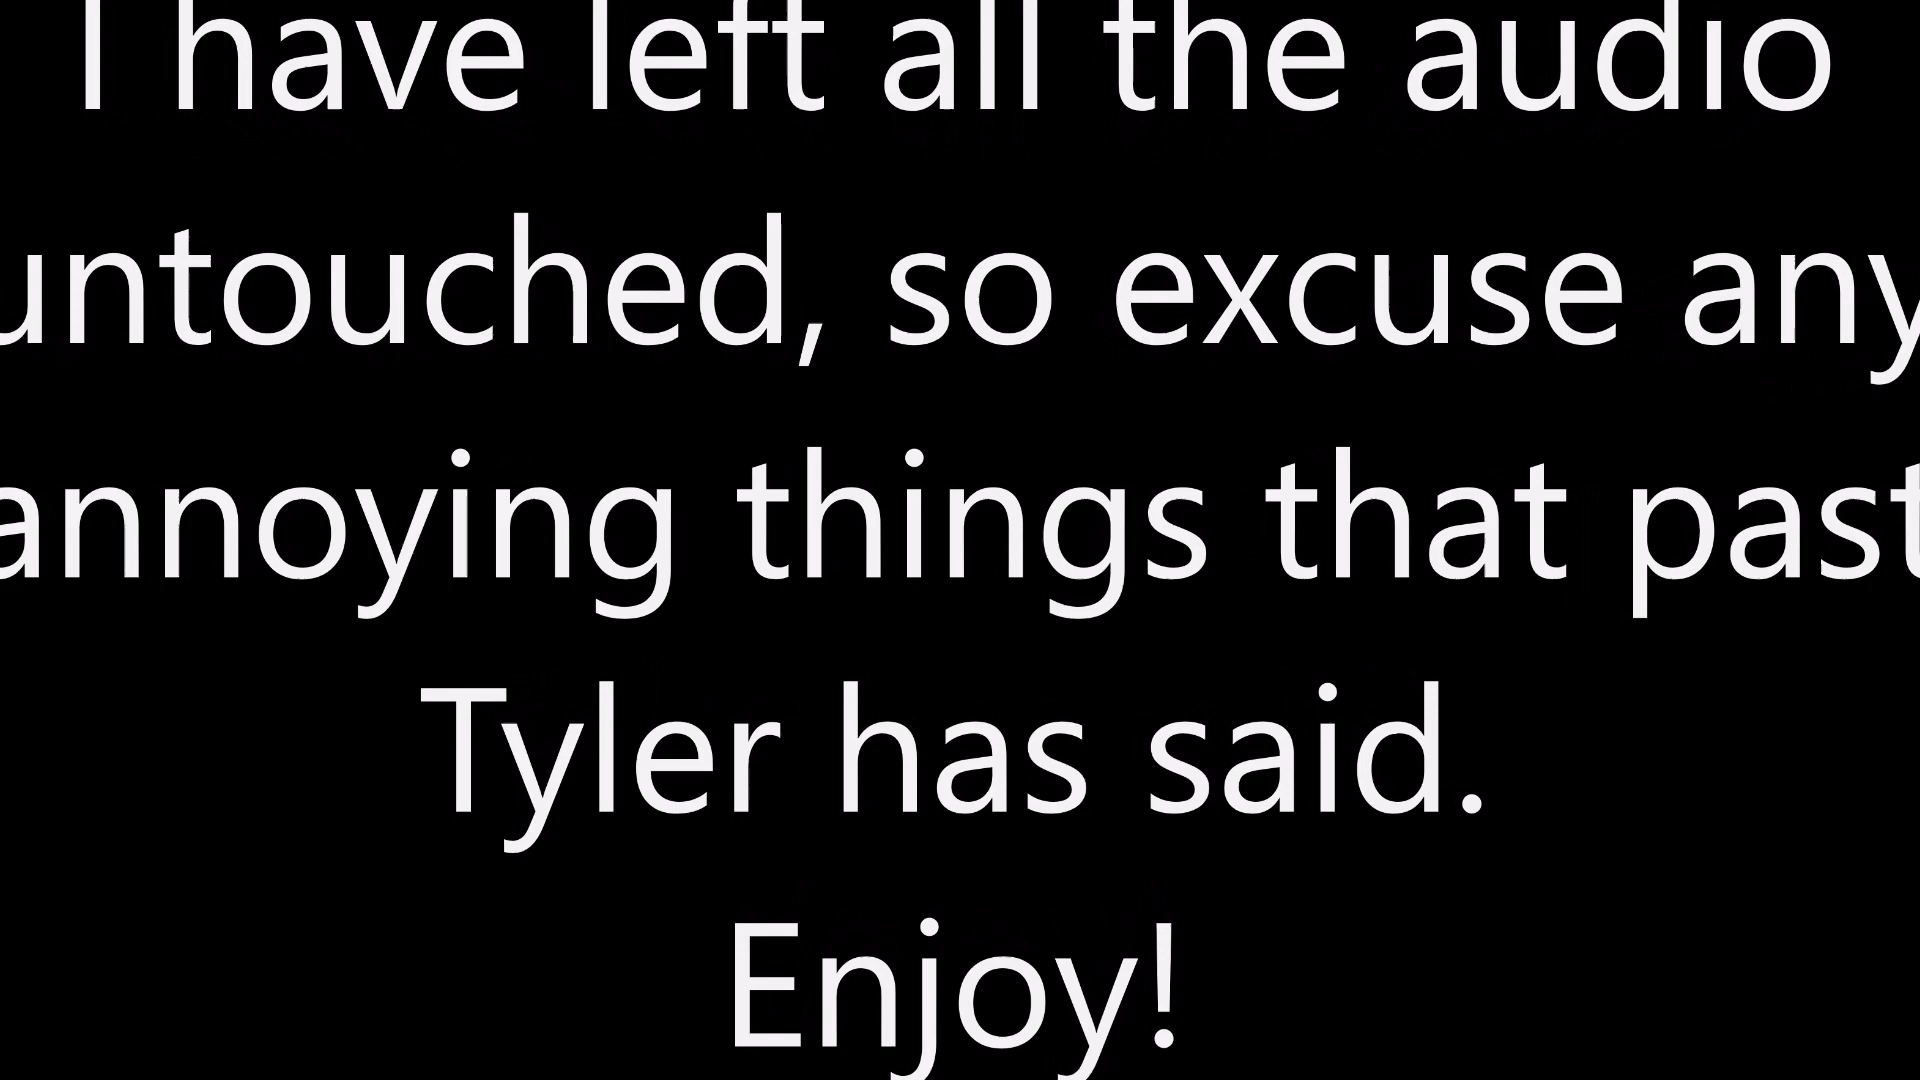 I have left all the audio
untouched, so excuse any
annoying things that past
Tyler has said.
Enjoy!